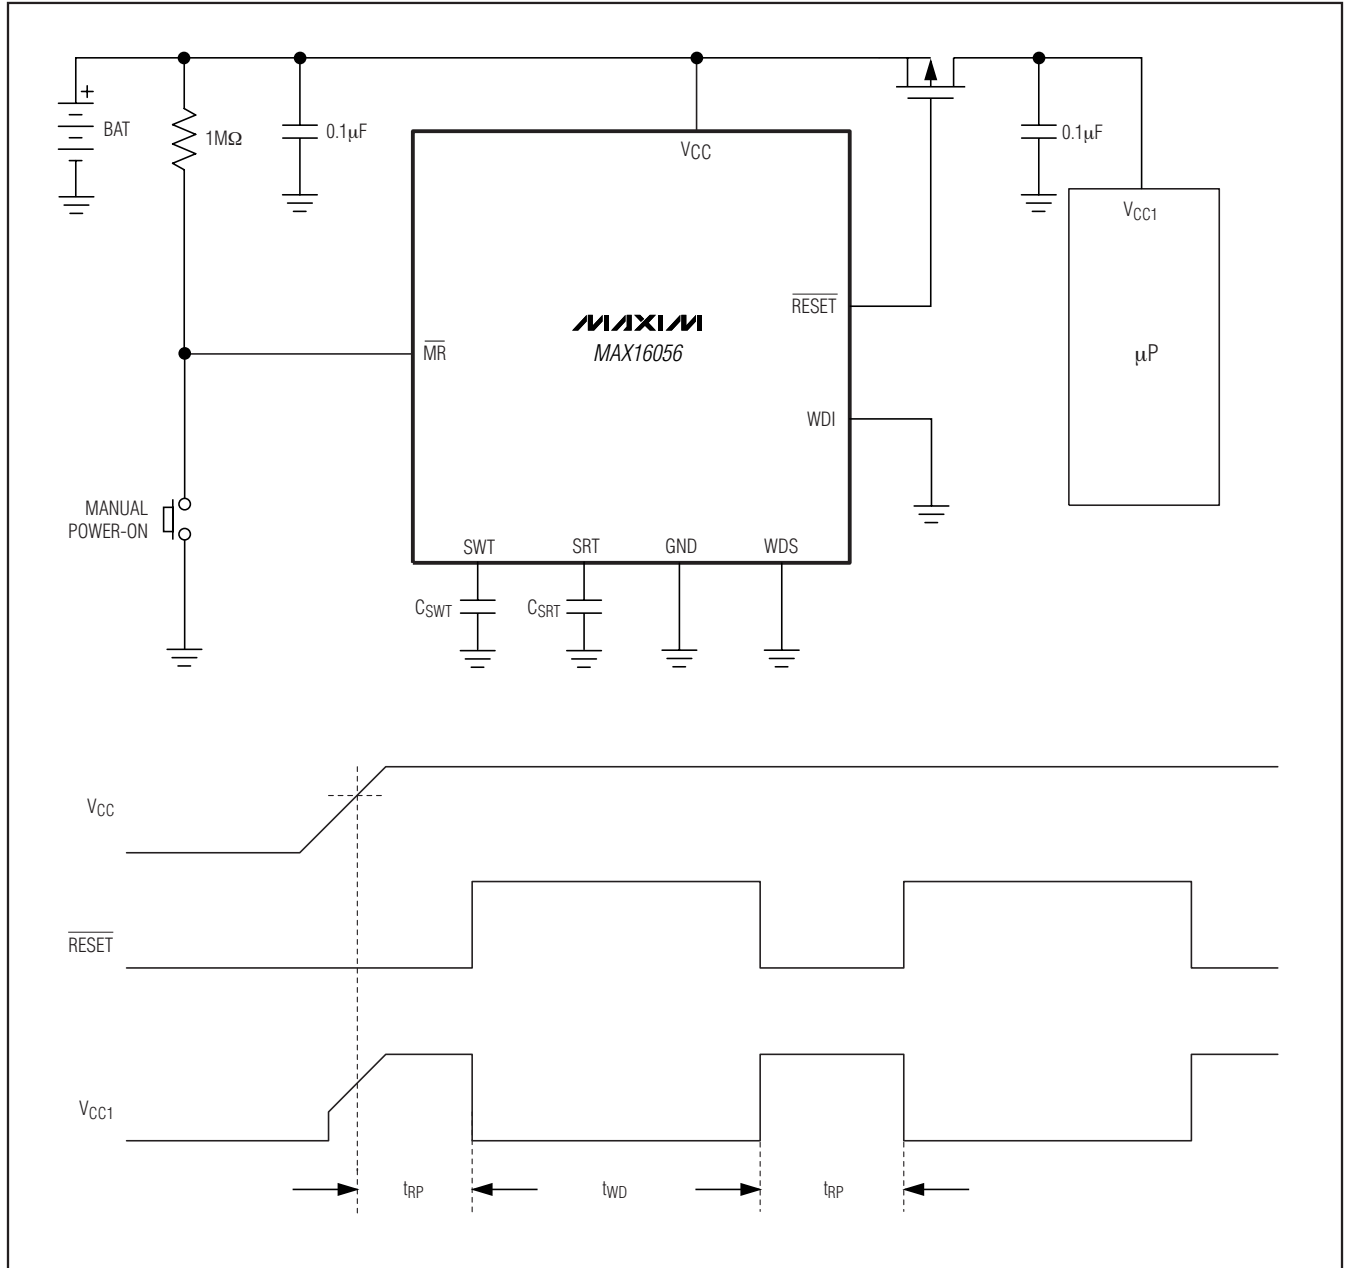 +
BAT
1MΩ
0.1µF
0.1µF
VCC
VCC1
RESET
MAXIM
MAX16056
MR
µP
WDI
MANUAL
POWER-ON
SWT
SRT
GND
WDS
CSWT
CSRT
VCC
RESET
VCC1
tRP
tWD
tRP